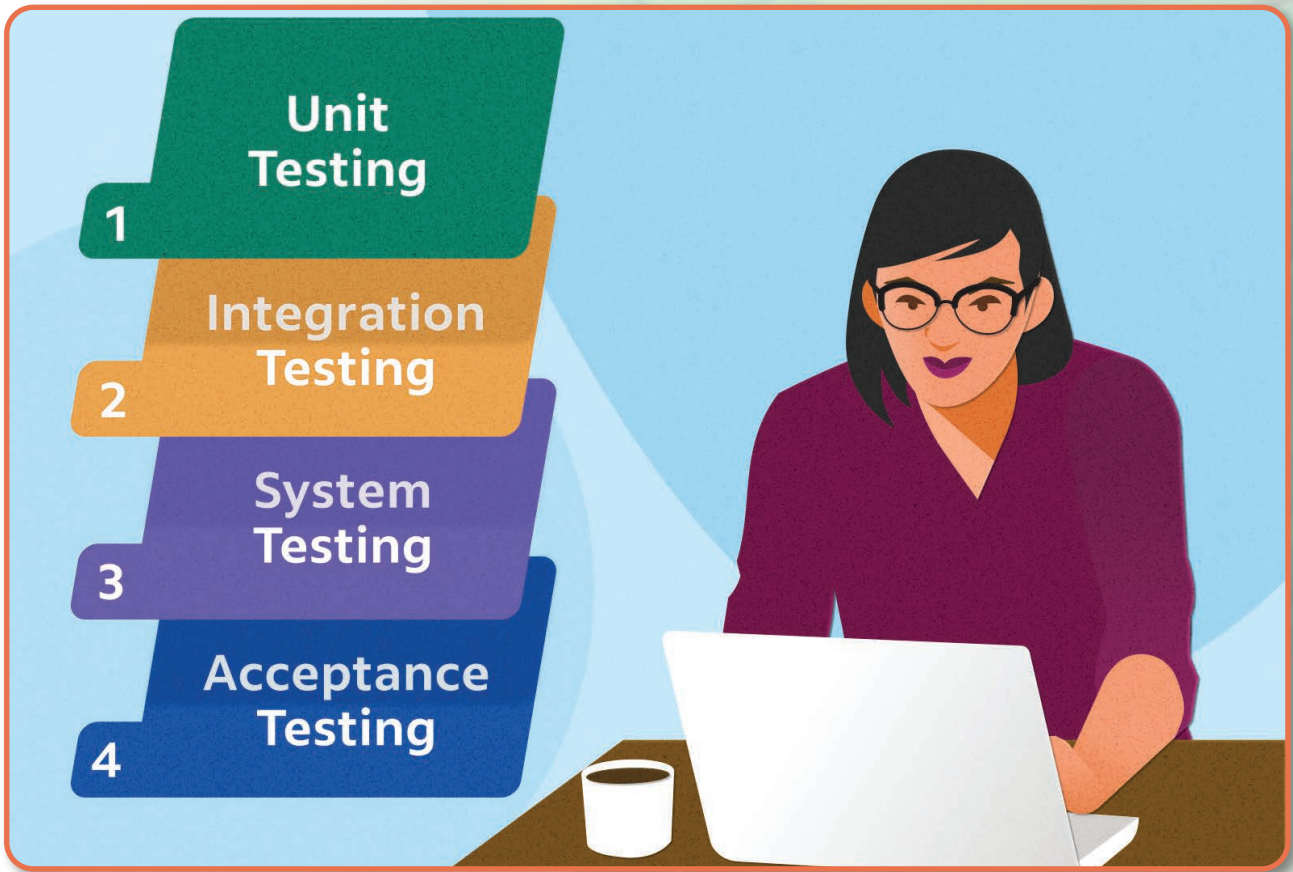 Unit
Testing
1
Integration
Testing
2
System
Testing
3
Acceptance
Testing
4